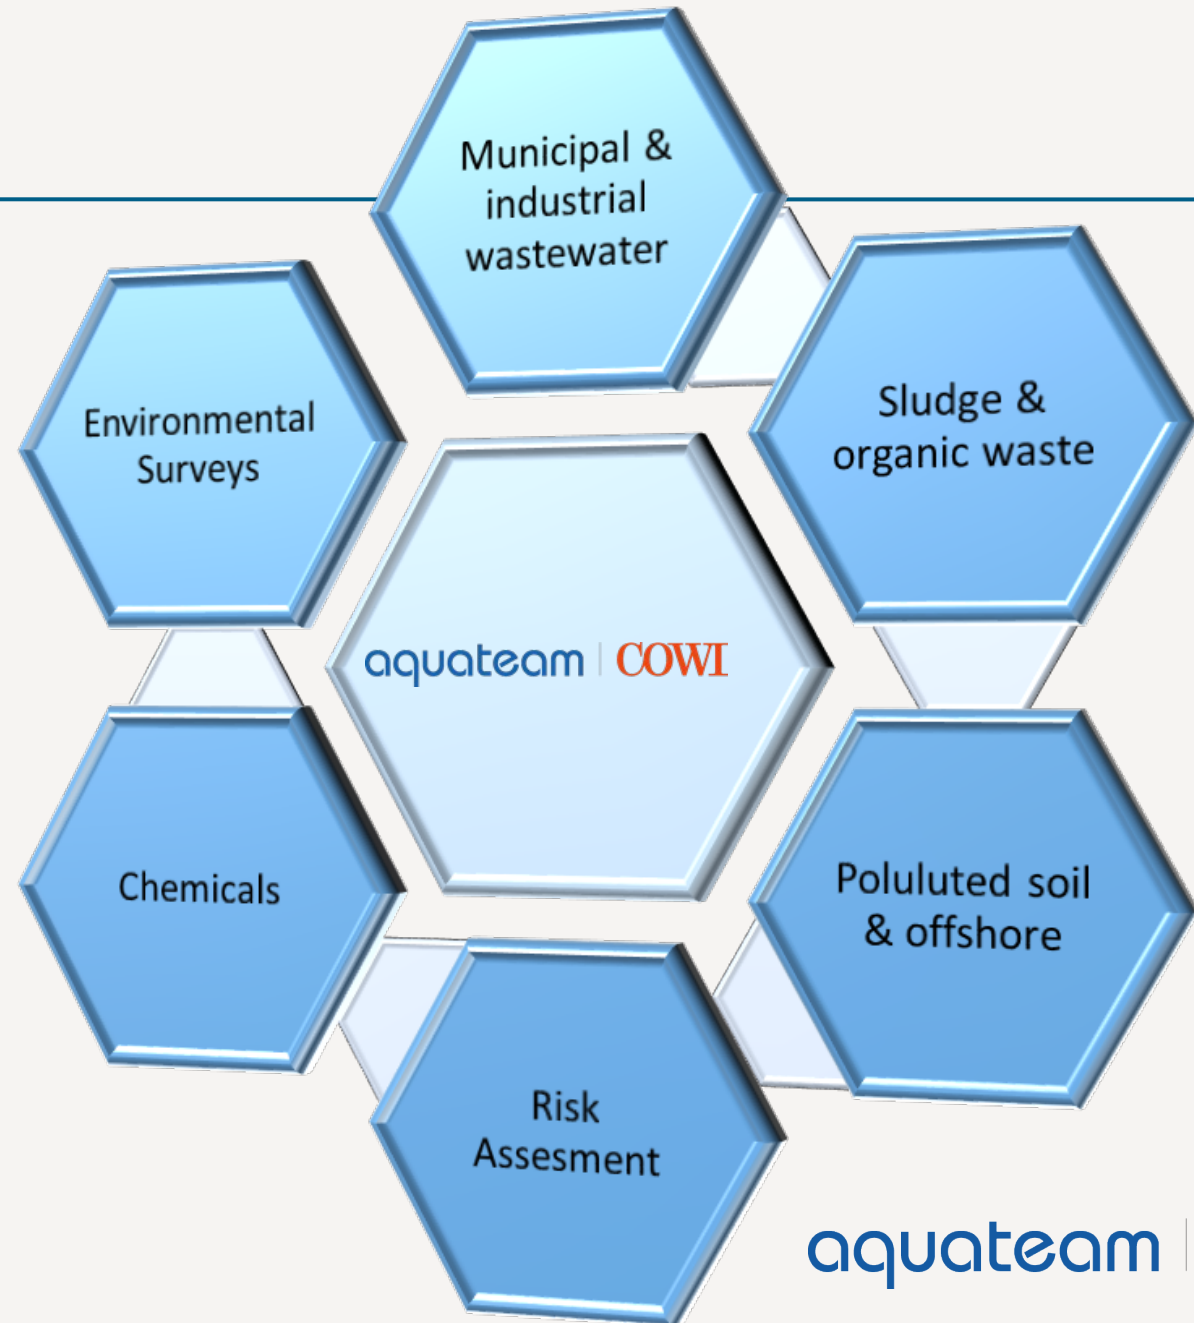 Municipal &
industrial
wastewater
Sludge &
organic waste
Environmental
Surveys
aquateam | COWI
Chemicals
Poluluted soil
& offshore
Risk
Assesment
aquateam |